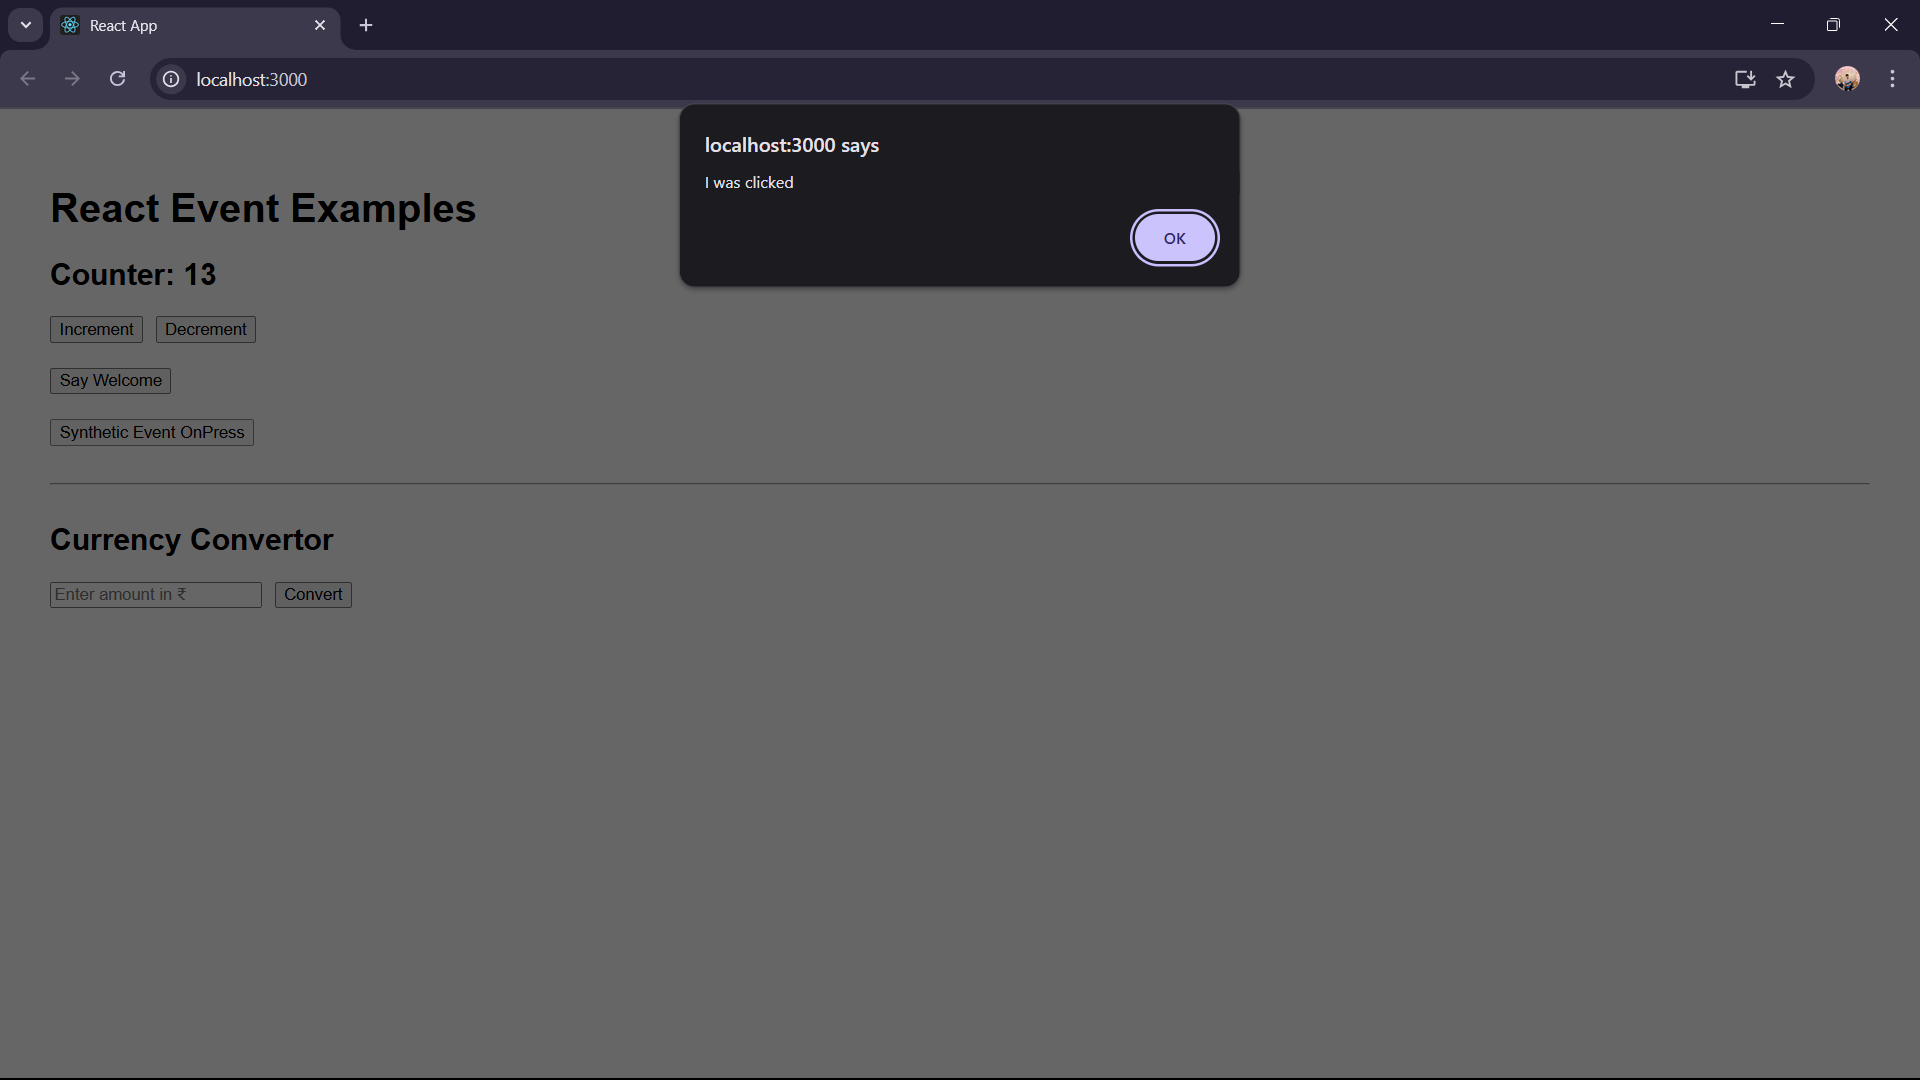 React App
localhost:3000
localhost:3000 says
I was clicked
OK
React Event Examples
Counter: 13
Increment Decrement
Say Welcome
Synthetic Event OnPress
Currency Convertor
Enter amount in ₹ Convert